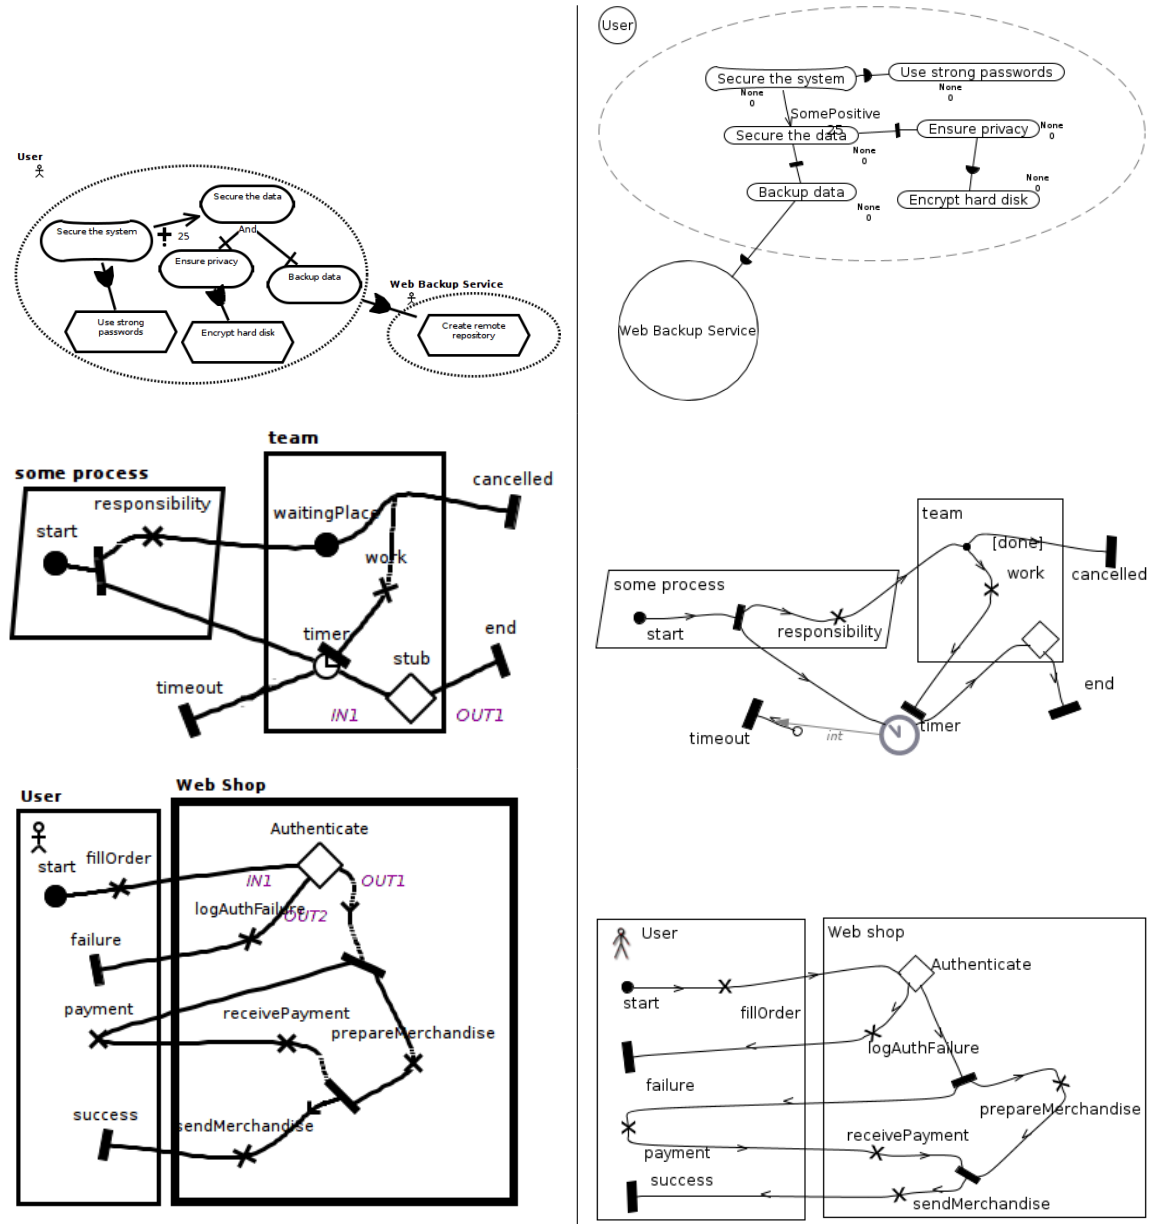 User
Secure the data
Secure the system
25
And
Ensure privacy
Backup data
Web Backup Service
Use strong
passwords
Encrypt hard disk
Create remote
repository
team
some process
responsibility
cancelled
waitingPlace
start
work
timer
end
stub
timeout
IN1
OUT1
Web Shop
User
Authenticate
start
fillOrder
IN1
OUT1
logAuthFailure
OUT2
failure
payment
receivePayment
prepareMerchandise
success
sendMerchandise
User
Secure the system
Use strong passwords
None
0
None
0
SomePositive
25
Secure the data
Ensure privacy
None
0
None
0
Backup data
None
0
Encrypt hard disk
None
0
Web Backup Service
team
[done]
some process
work
cancelled
start
responsibility
end
timer
timeout
int
User
Web shop
Authenticate
start
fillOrder
logAuthFailure
failure
prepareMerchandise
receivePayment
payment
success
sendMerchandise